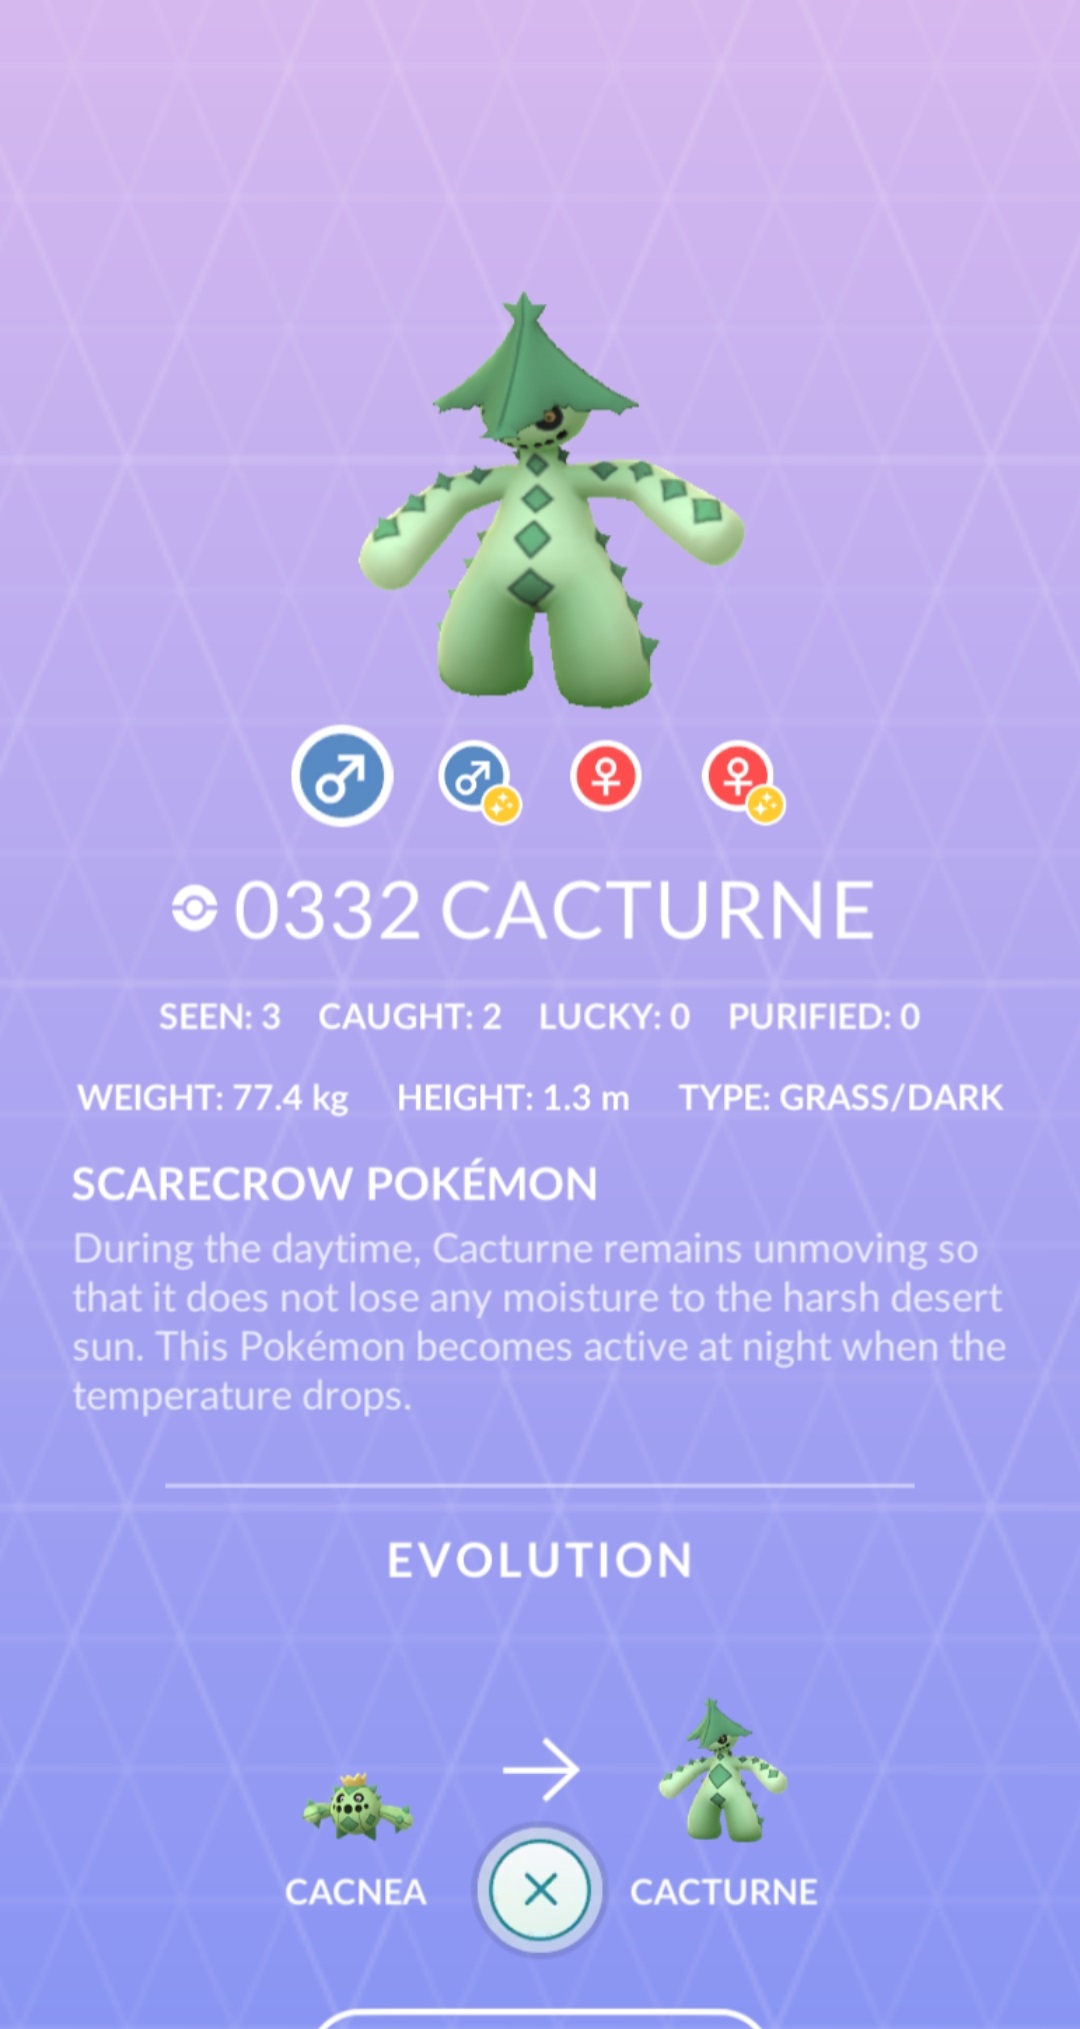 0332 CACTURNE
SEEN: 3 CAUGHT: 2 LUCKY: 0 PURIFIED: 0
WEIGHT: 77.4 kg HEIGHT: 1.3 m TYPE: GRASS/DARK
SCARECROW POKÉMON
During the daytime, Cacturne remains unmoving so
that it does not lose any moisture to the harsh desert
sun. This Pokémon becomes active at night when the
temperature drops.
EVOLUTION
CACNEA CACTURNE